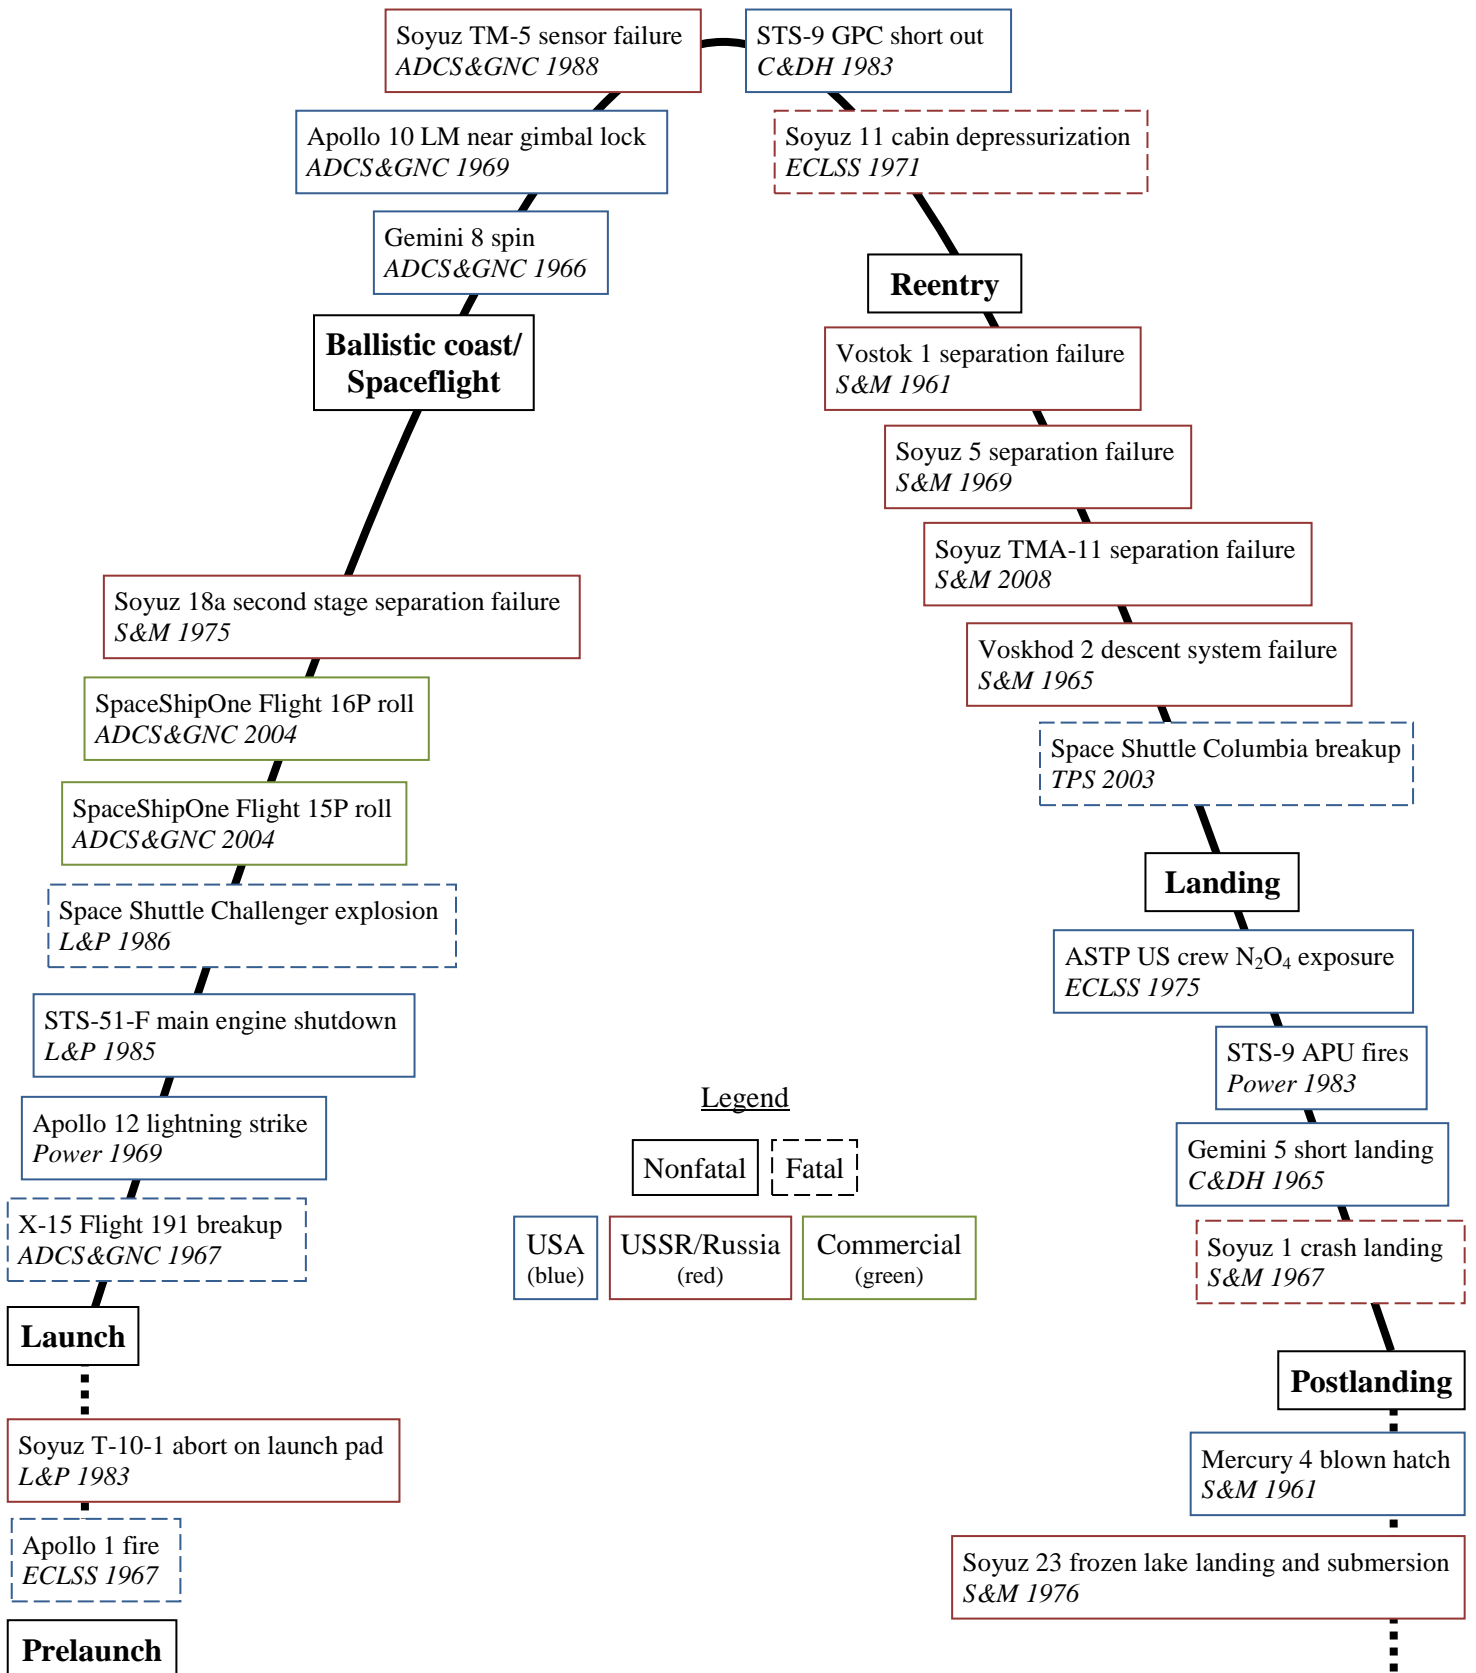 Soyuz TM-5 sensor failure
ADCS&GNC 1988
STS-9 GPC short out
C&DH 1983
Apollo 10 LM near gimbal lock
ADCS&GNC 1969
Soyuz 11 cabin depressurization
ECLSS 1971
Gemini 8 spin
ADCS&GNC 1966
Reentry
Ballistic coast/
Spaceflight
Vostok 1 separation failure
S&M 1961
Soyuz 5 separation failure
S&M 1969
Soyuz TMA-11 separation failure
S&M 2008
Soyuz 18a second stage separation failure
S&M 1975
Voskhod 2 descent system failure
S&M 1965
SpaceShipOne Flight 16P roll
ADCS&GNC 2004
Space Shuttle Columbia breakup
TPS 2003
SpaceShipOne Flight 15P roll
ADCS&GNC 2004
Landing
Space Shuttle Challenger explosion
L&P 1986
ASTP US crew N₂O₄ exposure
ECLSS 1975
STS-51-F main engine shutdown
L&P 1985
STS-9 APU fires
Power 1983
Apollo 12 lightning strike
Power 1969
Gemini 5 short landing
C&DH 1965
X-15 Flight 191 breakup
ADCS&GNC 1967
Soyuz 1 crash landing
S&M 1967
Legend
Nonfatal
Fatal
USA
(blue)
USSR/Russia
(red)
Commercial
(green)
Launch
Postlanding
Soyuz T-10-1 abort on launch pad
L&P 1983
Mercury 4 blown hatch
S&M 1961
Apollo 1 fire
ECLSS 1967
Soyuz 23 frozen lake landing and submersion
S&M 1976
Prelaunch